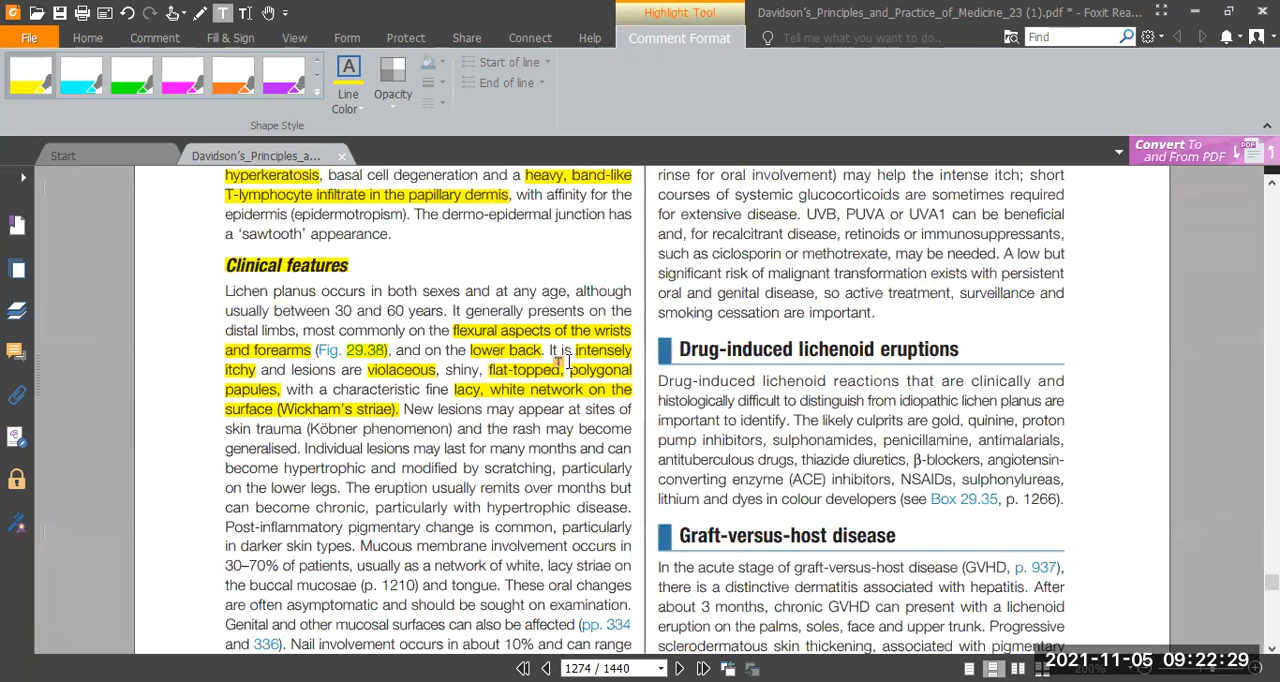 Highlight Tool
Davidson's_Principles_and_Practice_of_Medicine_23 (1).pdf * - Foxit Rea...
File
Home
Comment
Fill & Sign
View
Form
Protect
Share
Connect
Help
Comment Format
Tell me what you want to do..
Find
Line
Color
Opacity
Start of line
End of line
Shape Style
Start
Davidson's_Principles_a...
Convert To
and From PDF
hyperkeratosis, basal cell degeneration and a heavy, band-like
T-lymphocyte infiltrate in the papillary dermis, with affinity for the
epidermis (epidermotropism). The dermo-epidermal junction has
a 'sawtooth' appearance.
Clinical features
Lichen planus occurs in both sexes and at any age, although
usually between 30 and 60 years. It generally presents on the
distal limbs, most commonly on the flexural aspects of the wrists
and forearms (Fig. 29.38), and on the lower back. It is intensely
itchy and lesions are violaceous, shiny, flat-topped, polygonal
papules, with a characteristic fine lacy, white network on the
surface (Wickham's striae). New lesions may appear at sites of
skin trauma (Köbner phenomenon) and the rash may become
generalised. Individual lesions may last for many months and can
become hypertrophic and modified by scratching, particularly
on the lower legs. The eruption usually remits over months but
can become chronic, particularly with hypertrophic disease.
Post-inflammatory pigmentary change is common, particularly
in darker skin types. Mucous membrane involvement occurs in
30–70% of patients, usually as a network of white, lacy striae on
the buccal mucosae (p. 1210) and tongue. These oral changes
are often asymptomatic and should be sought on examination.
Genital and other mucosal surfaces can also be affected (pp. 334
and 336). Nail involvement occurs in about 10% and can range
rinse for oral involvement) may help the intense itch; short
courses of systemic glucocorticoids are sometimes required
for extensive disease. UVB, PUVA or UVA1 can be beneficial
and, for recalcitrant disease, retinoids or immunosuppressants,
such as ciclosporin or methotrexate, may be needed. A low but
significant risk of malignant transformation exists with persistent
oral and genital disease, so active treatment, surveillance and
smoking cessation are important.
Drug-induced lichenoid eruptions
Drug-induced lichenoid reactions that are clinically and
histologically difficult to distinguish from idiopathic lichen planus are
important to identify. The likely culprits are gold, quinine, proton
pump inhibitors, sulphonamides, penicillamine, antimalarials,
antituberculous drugs, thiazide diuretics, β-blockers, angiotensin-
converting enzyme (ACE) inhibitors, NSAIDs, sulphonylureas,
lithium and dyes in colour developers (see Box 29.35, p. 1266).
Graft-versus-host disease
In the acute stage of graft-versus-host disease (GVHD, p. 937),
there is a distinctive dermatitis associated with hepatitis. After
about 3 months, chronic GVHD can present with a lichenoid
eruption on the palms, soles, face and upper trunk. Progressive
sclerodermatous skin thickening, associated with pigmentary
1274 / 1440
200%
2021-11-05 09:22:29